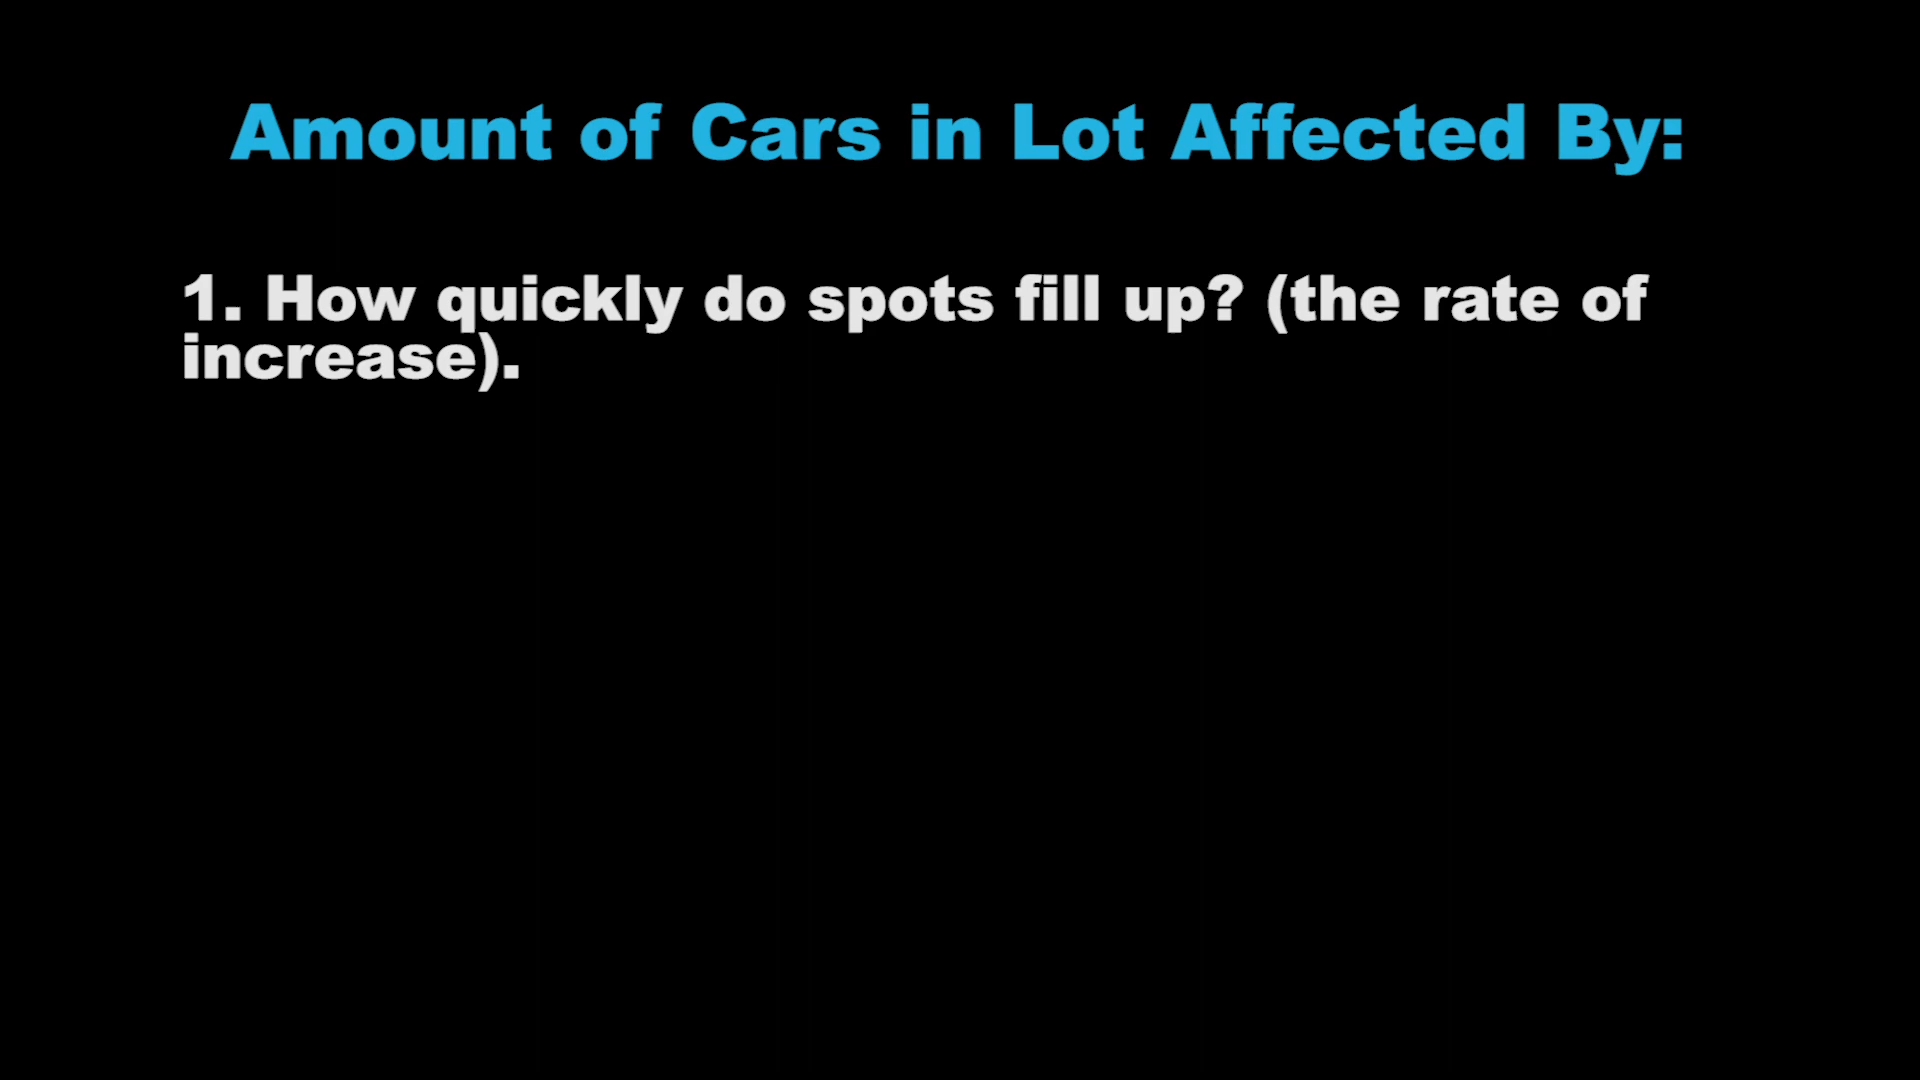 Amount of Cars in Lot Affected By:
1. How quickly do spots fill up? (the rate of
increase).